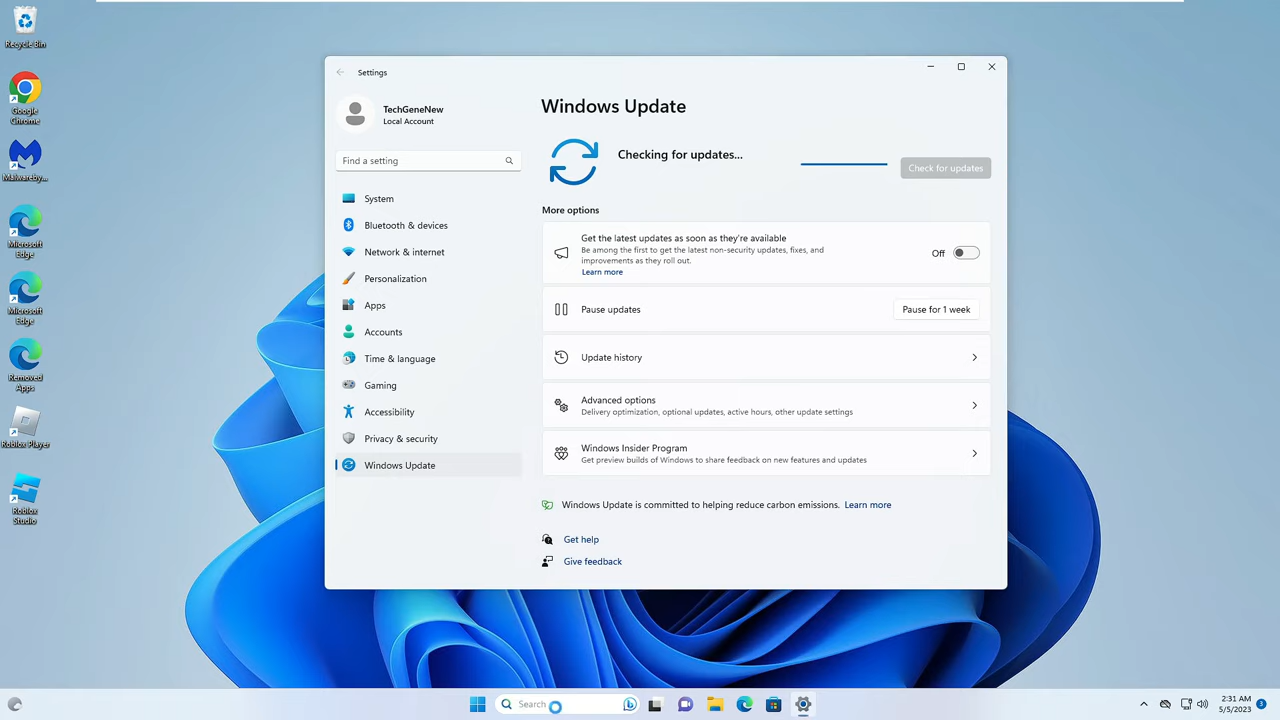 Recycle Bin
Google
Chrome
Malwareby...
Microsoft
Edge
Microsoft
Edge
Removed
Apps
Roblox Player
Roblox
Studio
Settings
TechGeneNew
Local Account
Find a setting
System
Bluetooth & devices
Network & internet
Personalization
Apps
Accounts
Time & language
Gaming
Accessibility
Privacy & security
Windows Update
Windows Update
Checking for updates...
Check for updates
More options
Get the latest updates as soon as they're available
Be among the first to get the latest non-security updates, fixes, and
improvements as they roll out.
Learn more
Off
Pause updates
Pause for 1 week
Update history
Advanced options
Delivery optimization, optional updates, active hours, other update settings
Windows Insider Program
Get preview builds of Windows to share feedback on new features and updates
Windows Update is committed to helping reduce carbon emissions. Learn more
Get help
Give feedback
Search
2:31 AM
5/5/2023
3